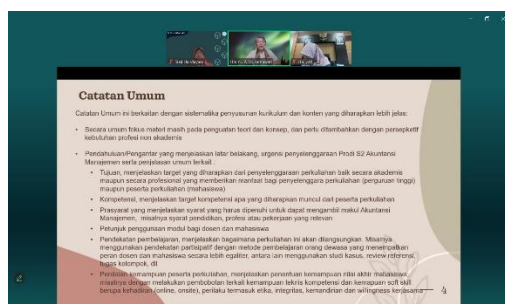 Catatan Umum
Catatan Umum ini berkaitan dengan sistematika penyusunan kurikulum dan konten yang diharapkan lebih jelas:
• Secara umum fokus materi masih pada penguatan teori dan konsep, dan perlu ditambahkan dengan persepketif
kebutuhan profesi non akademis
• Pendahuluan/Pengantar yang menjelaskan latar belakang, urgensi penyelenggaraan Prodi S2 Akuntansi
Manajemen serta penjelasan umum terkait :
• Tujuan, menjelaskan target yang diharapkan dari penyelenggaraan perkuliahan baik secara akademis
maupun secara profesional yang memberikan manfaat bagi penyelenggara perkuliahan (perguruan tinggi)
maupun peserta perkuliahan (mahasiswa)
• Kompetensi, menjelaskan target kompetensi apa yang diharapkan muncul dari perkuliahan
• Prasyarat yang menjelaskan syarat yang harus dipenuhi untuk dapat mengambil makul Akuntansi
Manajemen, misalnya syarat pendidikan, profesi atau pekerjaan yang relevan
• Petunjuk penggunaan modul bagi dosen dan mahasiswa
• Pendekatan pembelajaran, menjelaskan bagaimana perkuliahan ini akan dilangsungkan. Misalnya
menggunakan pendekatan partisipatif dengan metode pembelajaran orang dewasa yang menempatkan
peran dosen dan mahasiswa secara lebih egaliter, antara lain menggunakan studi kasus, review referensi,
tugas kelompok, dll
• Penilaian kemampuan peserta perkuliahan, menjelaskan penentuan kemampuan nilai akhir mahasiswa,
misalnya dengan melakukan pembobotan terkait kemampuan teknis kompetensi dan kemampuan soft skill
berupa kehadiran (online, onsite), perilaku termasuk etika, integritas, kemandirian dan willingness kerjasama
4